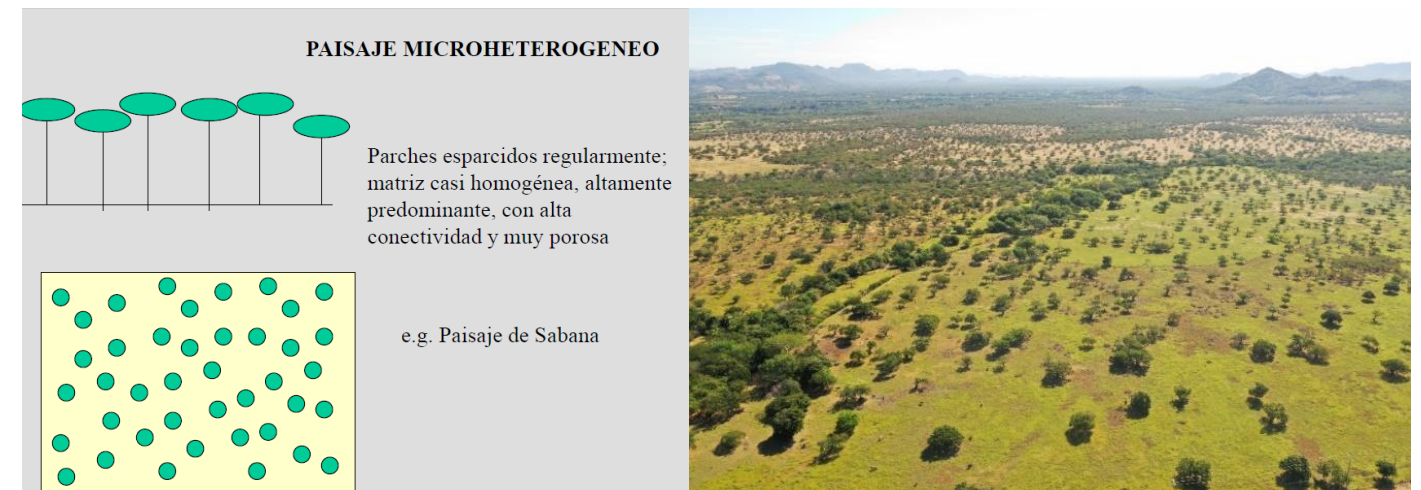 PAISAJE MICROHETEROGENEO
Parches esparcidos regularmente;
matriz casi homogénea, altamente
predominante, con alta
conectividad y muy porosa
e.g. Paisaje de Sabana